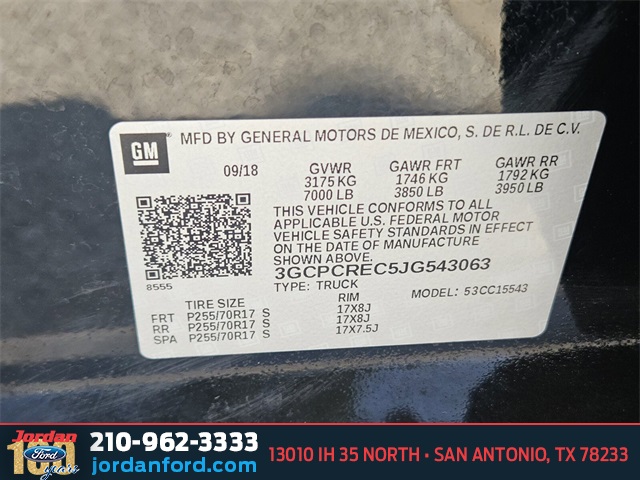 GM
MFD BY GENERAL MOTORS DE MEXICO, S. DE R.L. DE C.V.
09/18 GVWR GAWR FRT GAWR RR
3175 KG 1746 KG 1792 KG
7000 LB 3850 LB 3950 LB
THIS VEHICLE CONFORMS TO ALL
APPLICABLE U.S. FEDERAL MOTOR
VEHICLE SAFETY STANDARDS IN
EFFECT ON THE DATE OF MANUFACTURE
SHOWN ABOVE.
3GCPCREC5JG543063
8555
TYPE: TRUCK MODEL: 53CC15543
TIRE SIZE RIM
FRT P255/70R17 S 17X8J
RR P255/70R17 S 17X8J
SPA P255/70R17 S 17X7.5J
Jordan
Ford
100
years
210-962-3333
jordanford.com
13010 IH 35 NORTH • SAN ANTONIO, TX 78233